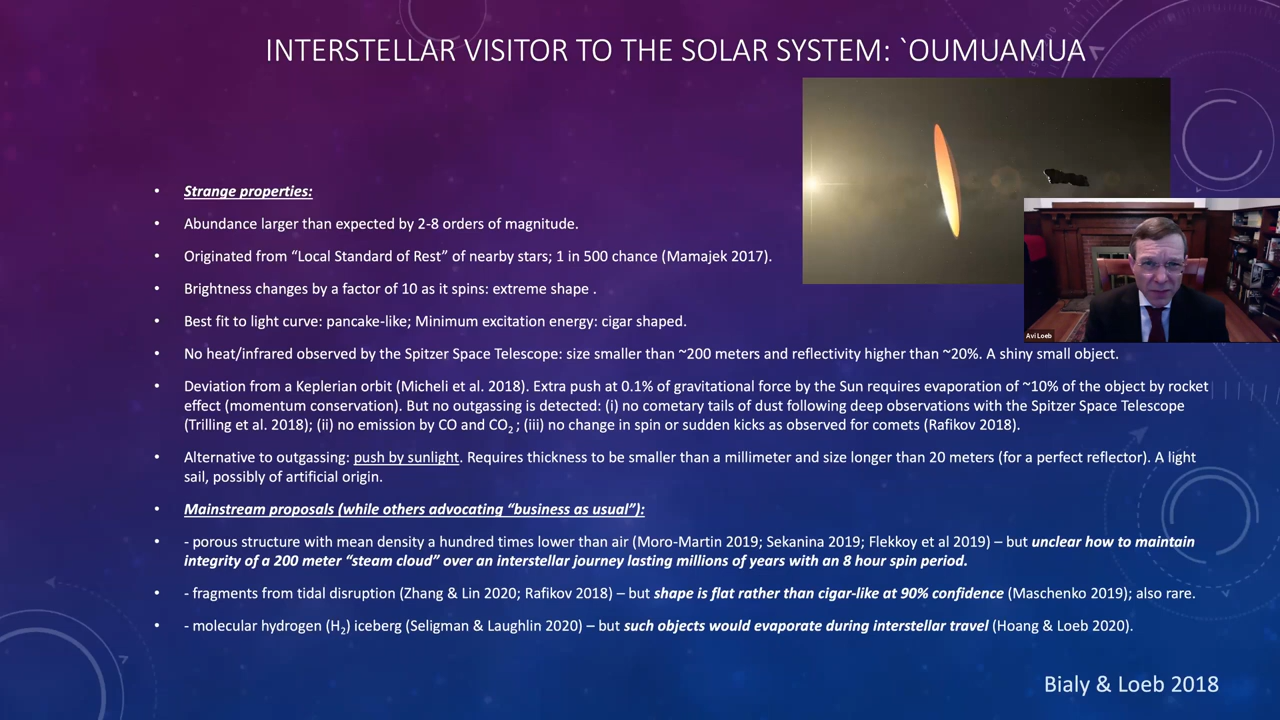 INTERSTELLAR VISITOR TO THE SOLAR SYSTEM: `OUMUAMUA
• Strange properties:
• Abundance larger than expected by 2-8 orders of magnitude.
• Originated from “Local Standard of Rest” of nearby stars; 1 in 500 chance (Mamajek 2017).
• Brightness changes by a factor of 10 as it spins: extreme shape .
• Best fit to light curve: pancake-like; Minimum excitation energy: cigar shaped.
Avi Loeb
• No heat/infrared observed by the Spitzer Space Telescope: size smaller than ~200 meters and reflectivity higher than ~20%. A shiny small object.
• Deviation from a Keplerian orbit (Micheli et al. 2018). Extra push at 0.1% of gravitational force by the Sun requires evaporation of ~10% of the object by rocket
effect (momentum conservation). But no outgassing is detected: (i) no cometary tails of dust following deep observations with the Spitzer Space Telescope
(Trilling et al. 2018); (ii) no emission by CO and CO₂ ; (iii) no change in spin or sudden kicks as observed for comets (Rafikov 2018).
• Alternative to outgassing: push by sunlight. Requires thickness to be smaller than a millimeter and size longer than 20 meters (for a perfect reflector). A light
sail, possibly of artificial origin.
• Mainstream proposals (while others advocating “business as usual”):
• - porous structure with mean density a hundred times lower than air (Moro-Martin 2019; Sekanina 2019; Flekkoy et al 2019) – but unclear how to maintain
integrity of a 200 meter “steam cloud” over an interstellar journey lasting millions of years with an 8 hour spin period.
• - fragments from tidal disruption (Zhang & Lin 2020; Rafikov 2018) – but shape is flat rather than cigar-like at 90% confidence (Maschenko 2019); also rare.
• - molecular hydrogen (H₂) iceberg (Seligman & Laughlin 2020) – but such objects would evaporate during interstellar travel (Hoang & Loeb 2020).
Bialy & Loeb 2018